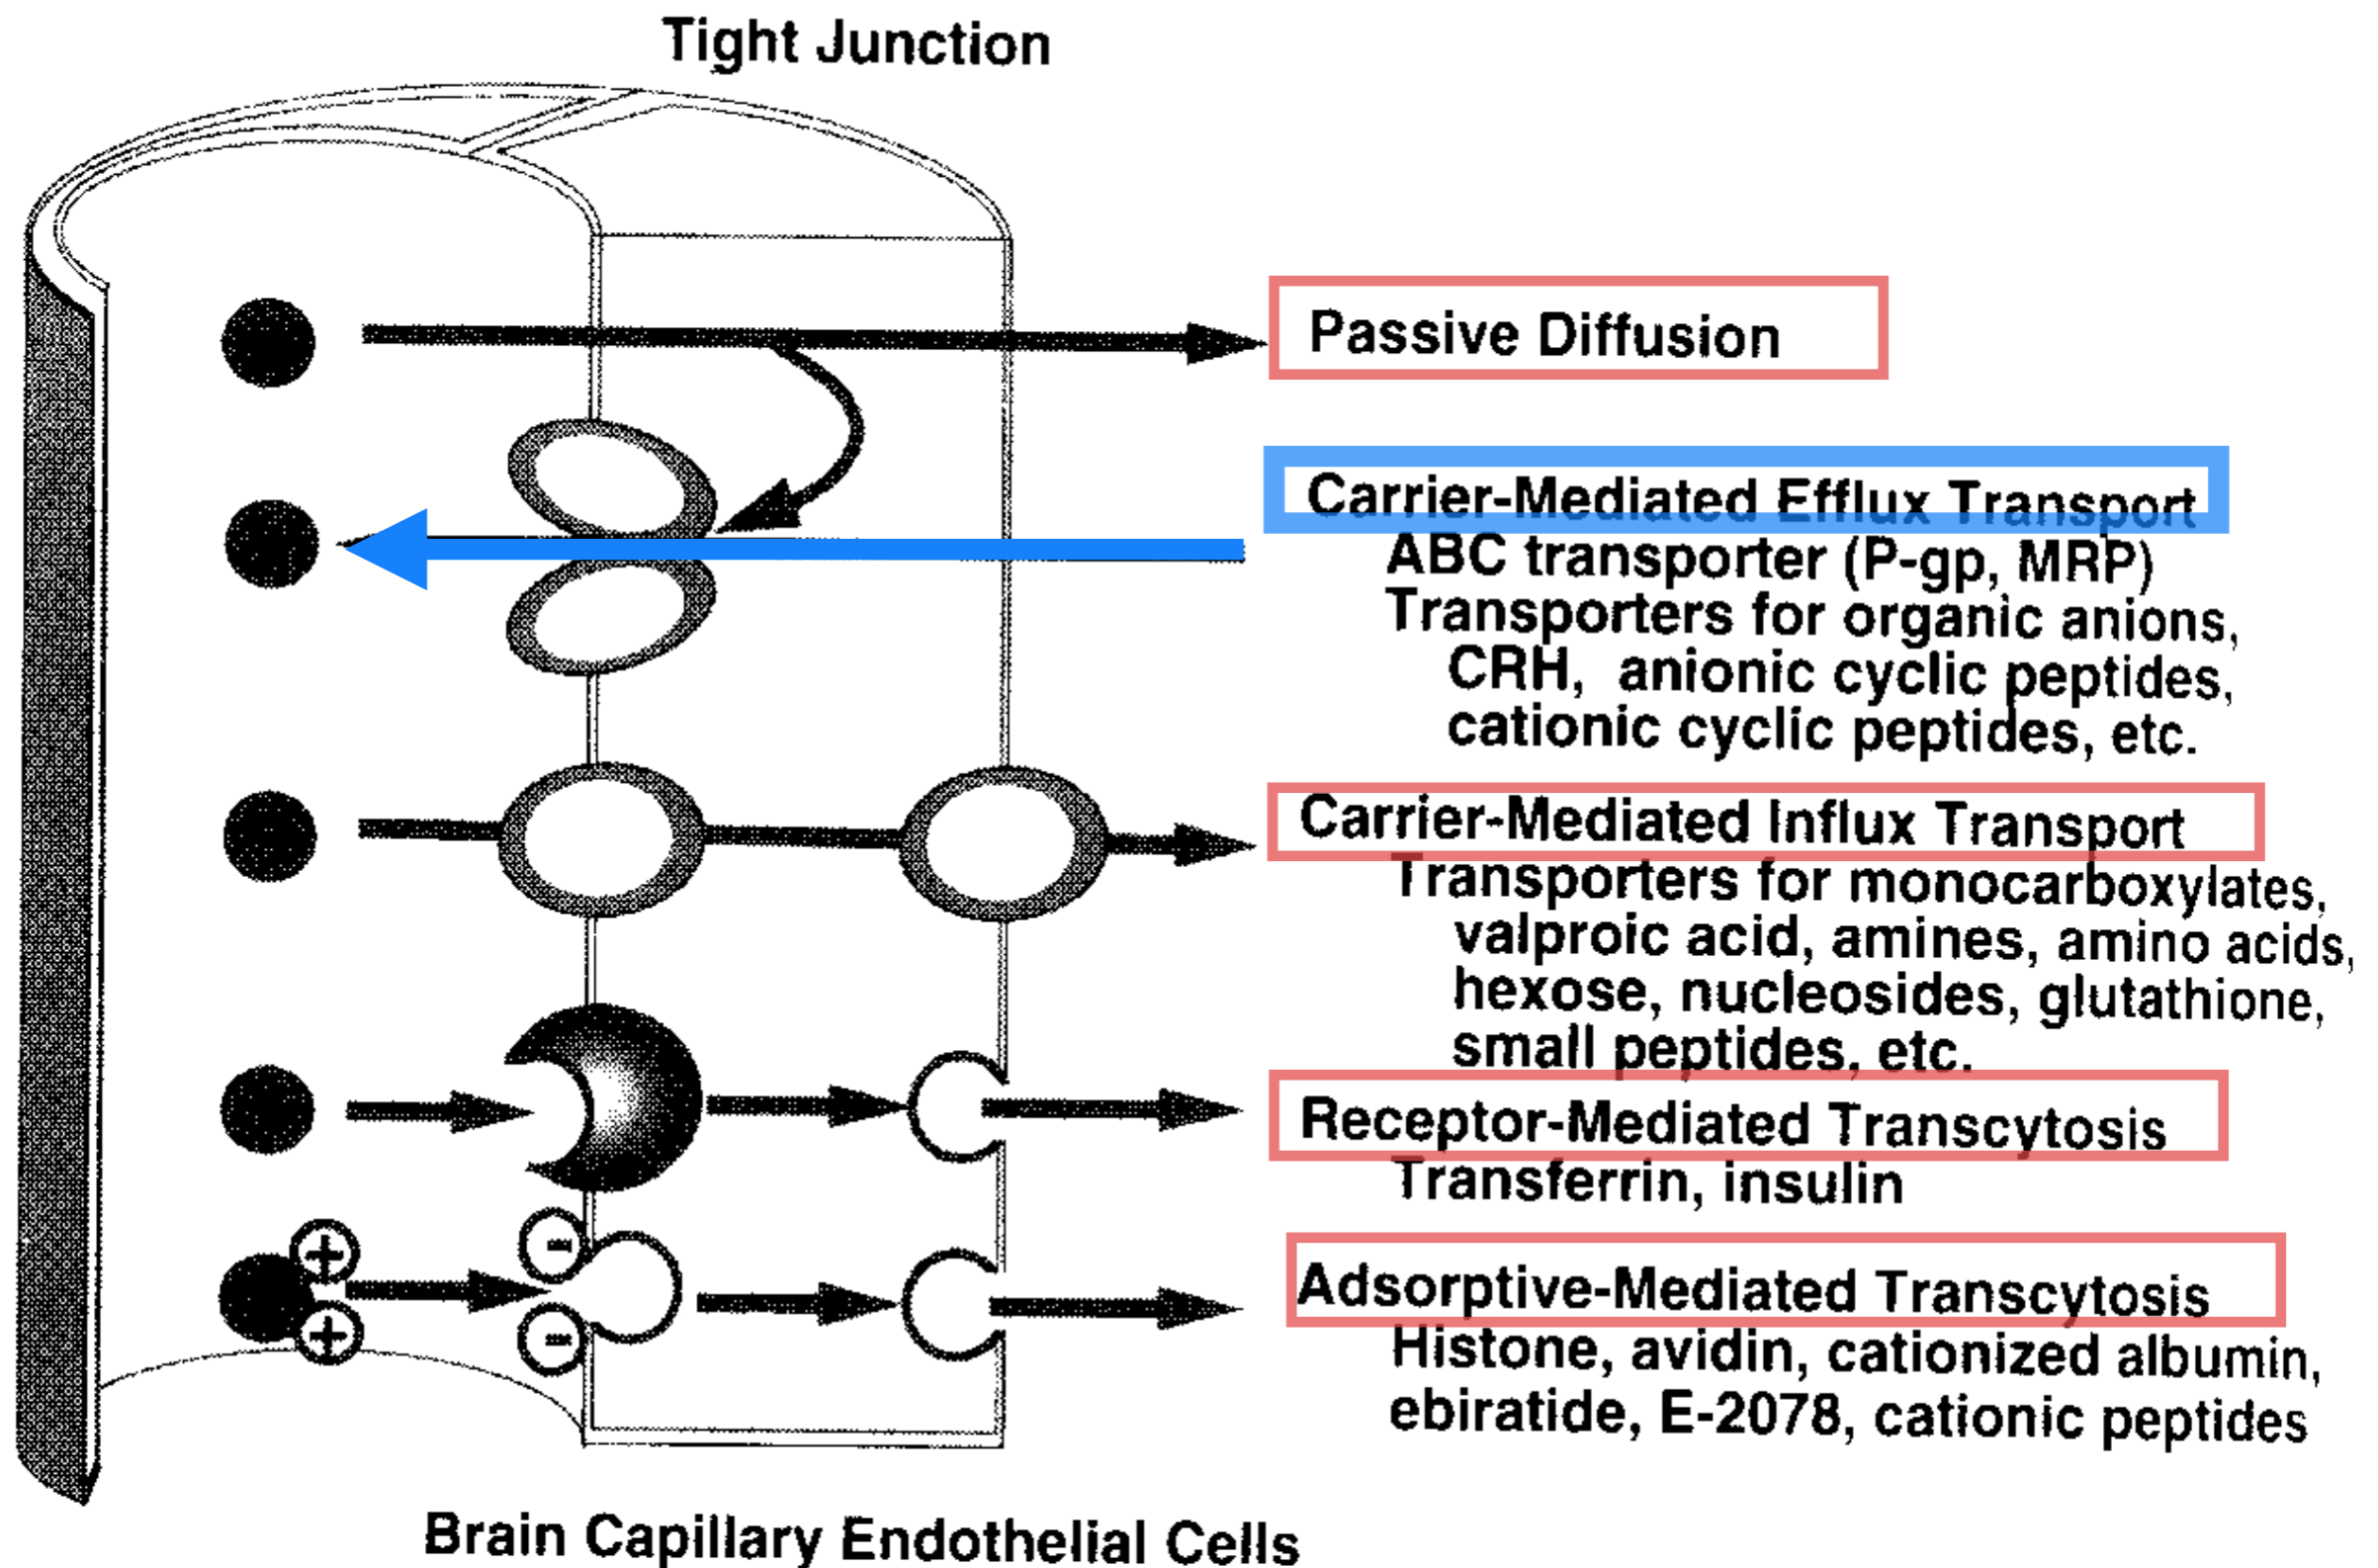 Tight Junction
Passive Diffusion
Carrier-Mediated Efflux Transport
ABC transporter (P-gp, MRP)
Transporters for organic anions,
CRH, anionic cyclic peptides,
cationic cyclic peptides, etc.
Carrier-Mediated Influx Transport
Transporters for monocarboxylates,
valproic acid, amines, amino acids,
hexose, nucleosides, glutathione,
small peptides, etc.
Receptor-Mediated Transcytosis
Transferrin, insulin
+ -
+ -
Adsorptive-Mediated Transcytosis
Histone, avidin, cationized albumin,
ebiratide, E-2078, cationic peptides
Brain Capillary Endothelial Cells